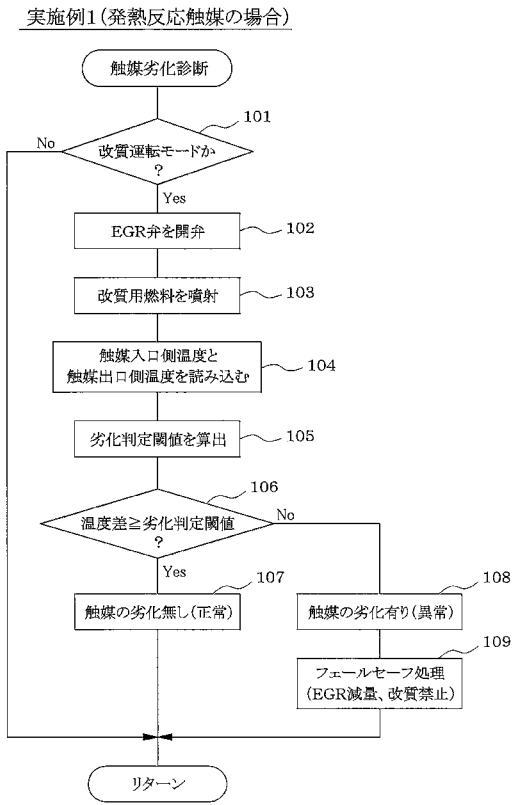 実施例1(発熱反応触媒の場合)
触媒劣化診断
101
No
改質運転モードか
?
Yes
EGR弁を開弁
102
改質用燃料を噴射
103
触媒入口側温度と
触媒出口側温度を読み込む
104
劣化判定閾値を算出
105
106
温度差≧劣化判定閾値
?
No
Yes
107
触媒の劣化無し(正常)
108
触媒の劣化有り(異常)
109
フェールセーフ処理
(EGR減量、改質禁止)
リターン